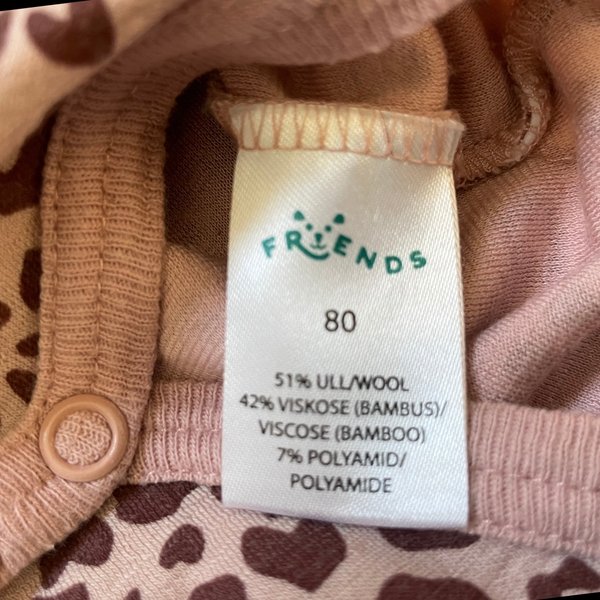 FRIENDS
80
51% ULL/WOOL
42% VISKOSE (BAMBUS)/
VISCOSE (BAMBOO)
7% POLYAMID/
POLYAMIDE